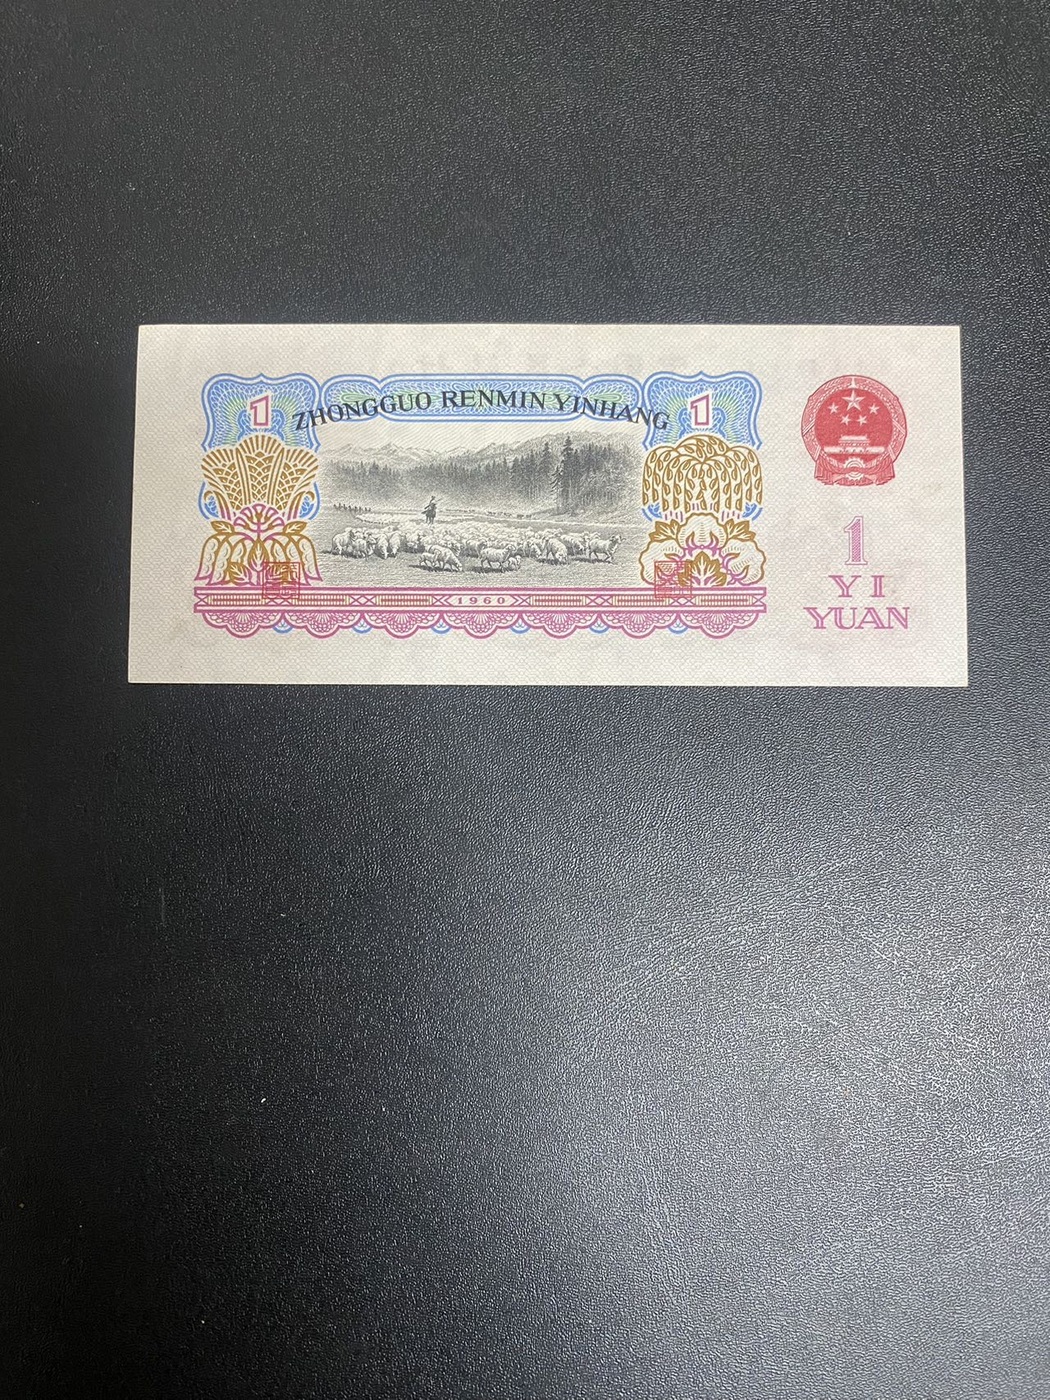 1 ZHONGGUO RENMIN YINHANG 1
1960
1
YI
YUAN